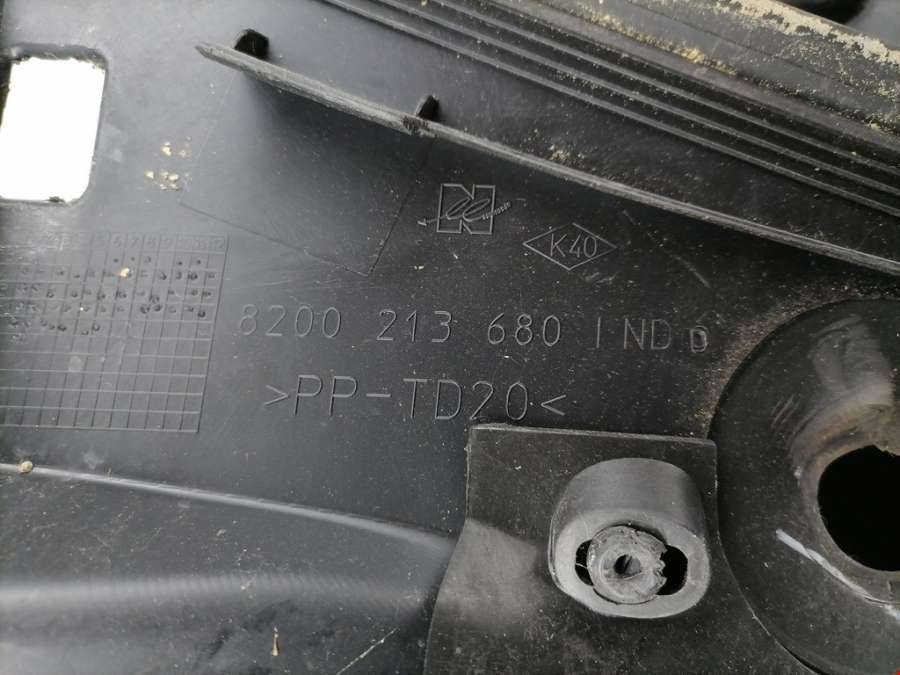 N
K40
8200 213 680 IND D
>PP-TD20<